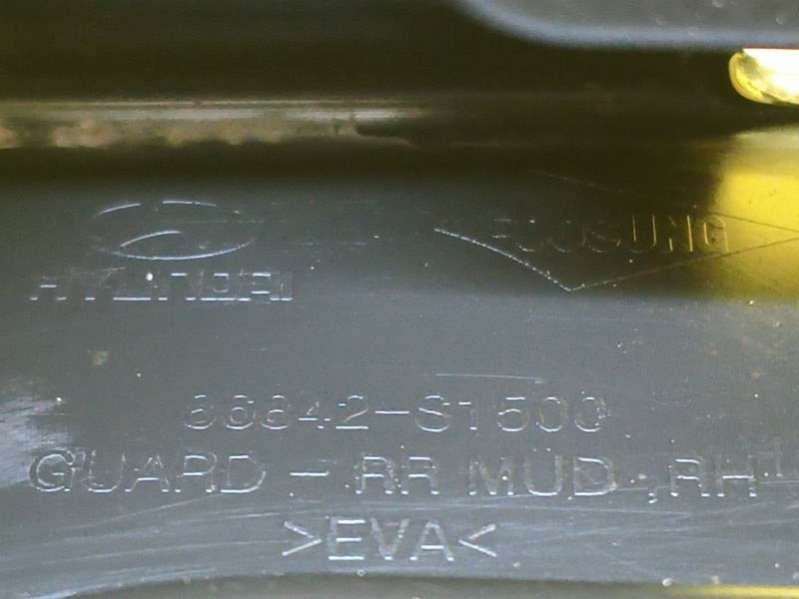 HYUNDAI
86842-S1500
GUARD - RR MUD ,RH
>EVA<